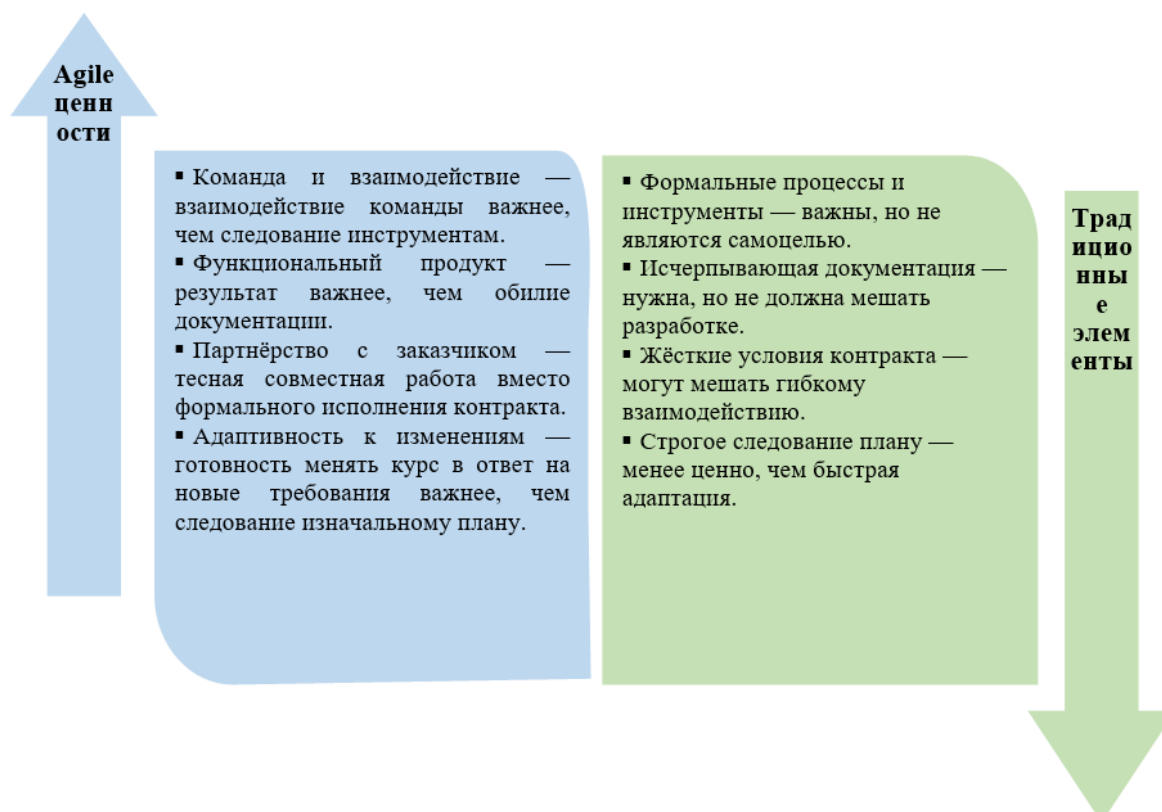 Agile
ценн
ости
▪ Команда и взаимодействие —
взаимодействие команды важнее,
чем следование инструментам.
▪ Функциональный продукт —
результат важнее, чем обилие
документации.
▪ Партнёрство с заказчиком —
тесная совместная работа вместо
формального исполнения контракта.
▪ Адаптивность к изменениям —
готовность менять курс в ответ на
новые требования важнее, чем
следование изначальному плану.
▪ Формальные процессы и
инструменты — важны, но не
являются самоцелью.
▪ Исчерпывающая документация —
нужна, но не должна мешать
разработке.
▪ Жёсткие условия контракта —
могут мешать гибкому
взаимодействию.
▪ Строгое следование плану —
менее ценно, чем быстрая
адаптация.
Трад
ицио
нны
е
элем
енты